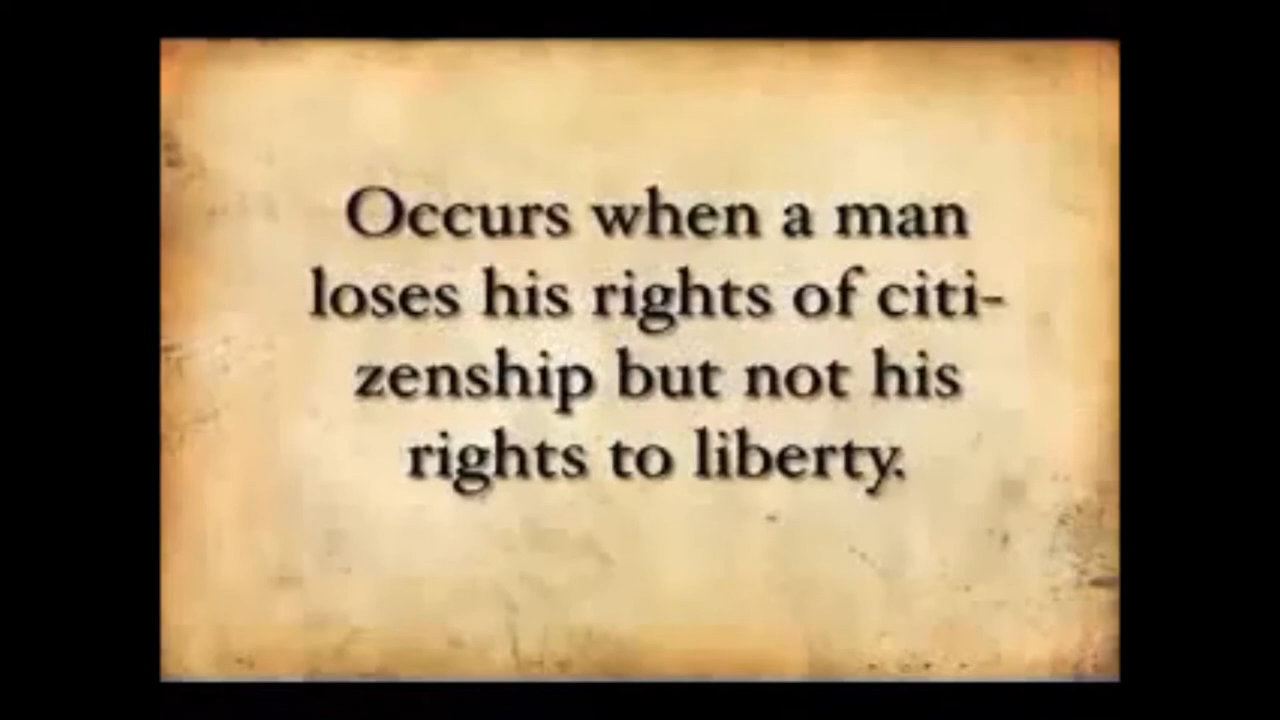 Occurs when a man
loses his rights of citi-
zenship but not his
rights to liberty.